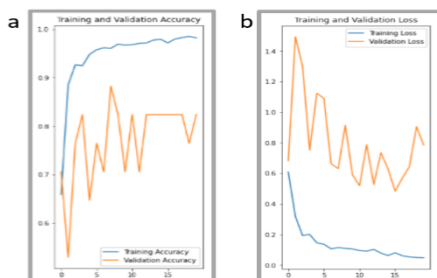 a
Training and Validation Accuracy
1.0
0.9
0.8
0.7
0.6
Training Accuracy
Validation Accuracy
0
5
10
15
b
Training and Validation Loss
Training Loss
Validation Loss
1.4
1.2
1.0
0.8
0.6
0.4
0.2
0.0
0
5
10
15